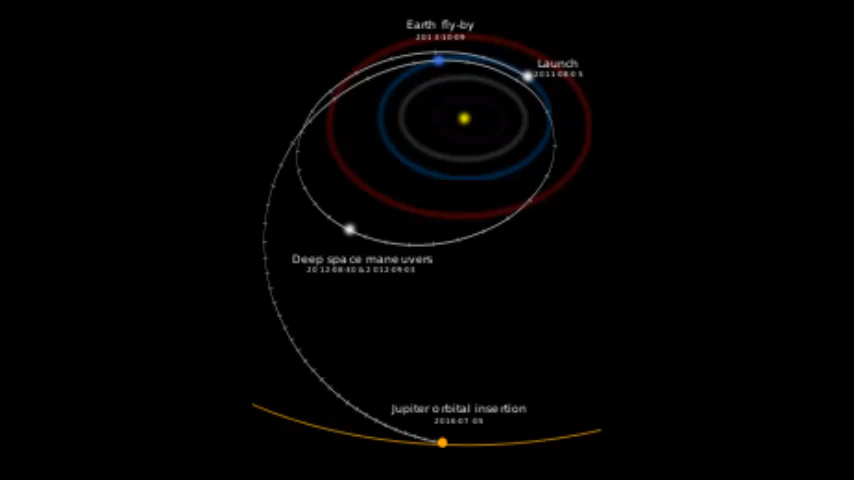 Earth fly-by
2013-10-09
Launch
2011-08-05
Deep space maneuvers
2012-08-30 & 2012-09-03
Jupiter orbital insertion
2016-07-05